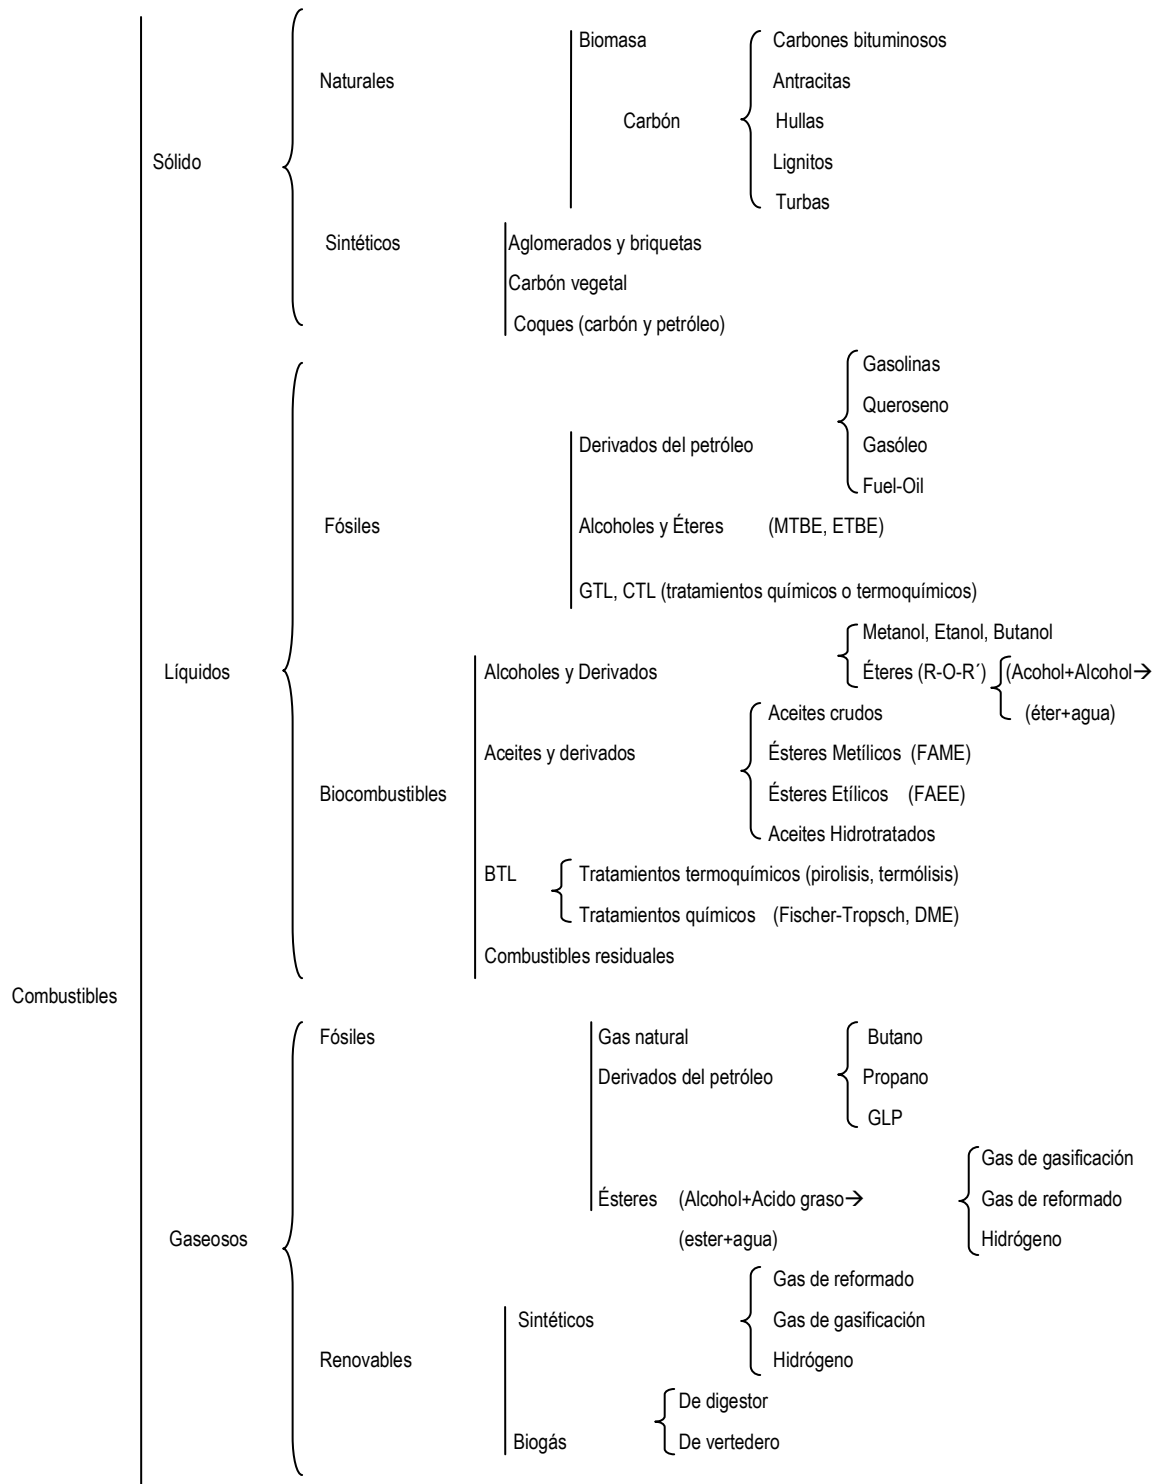 Combustibles
Sólido
Naturales
Biomasa
Carbón
Carbones bituminosos
Antracitas
Hullas
Lignitos
Turbas
Sintéticos
Aglomerados y briquetas
Carbón vegetal
Coques (carbón y petróleo)
Líquidos
Fósiles
Derivados del petróleo
Gasolinas
Queroseno
Gasóleo
Fuel-Oil
Alcoholes y Éteres (MTBE, ETBE)
GTL, CTL (tratamientos químicos o termoquímicos)
Biocombustibles
Alcoholes y Derivados
Metanol, Etanol, Butanol
Éteres (R-O-R´)
(Acohol+Alcohol→
(éter+agua)
Aceites y derivados
Aceites crudos
Ésteres Metílicos (FAME)
Ésteres Etílicos (FAEE)
Aceites Hidrotratados
BTL
Tratamientos termoquímicos (pirolisis, termólisis)
Tratamientos químicos (Fischer-Tropsch, DME)
Combustibles residuales
Gaseosos
Fósiles
Gas natural
Derivados del petróleo
Butano
Propano
GLP
Ésteres (Alcohol+Acido graso→
(ester+agua)
Gas de gasificación
Gas de reformado
Hidrógeno
Renovables
Sintéticos
Gas de reformado
Gas de gasificación
Hidrógeno
Biogás
De digestor
De vertedero